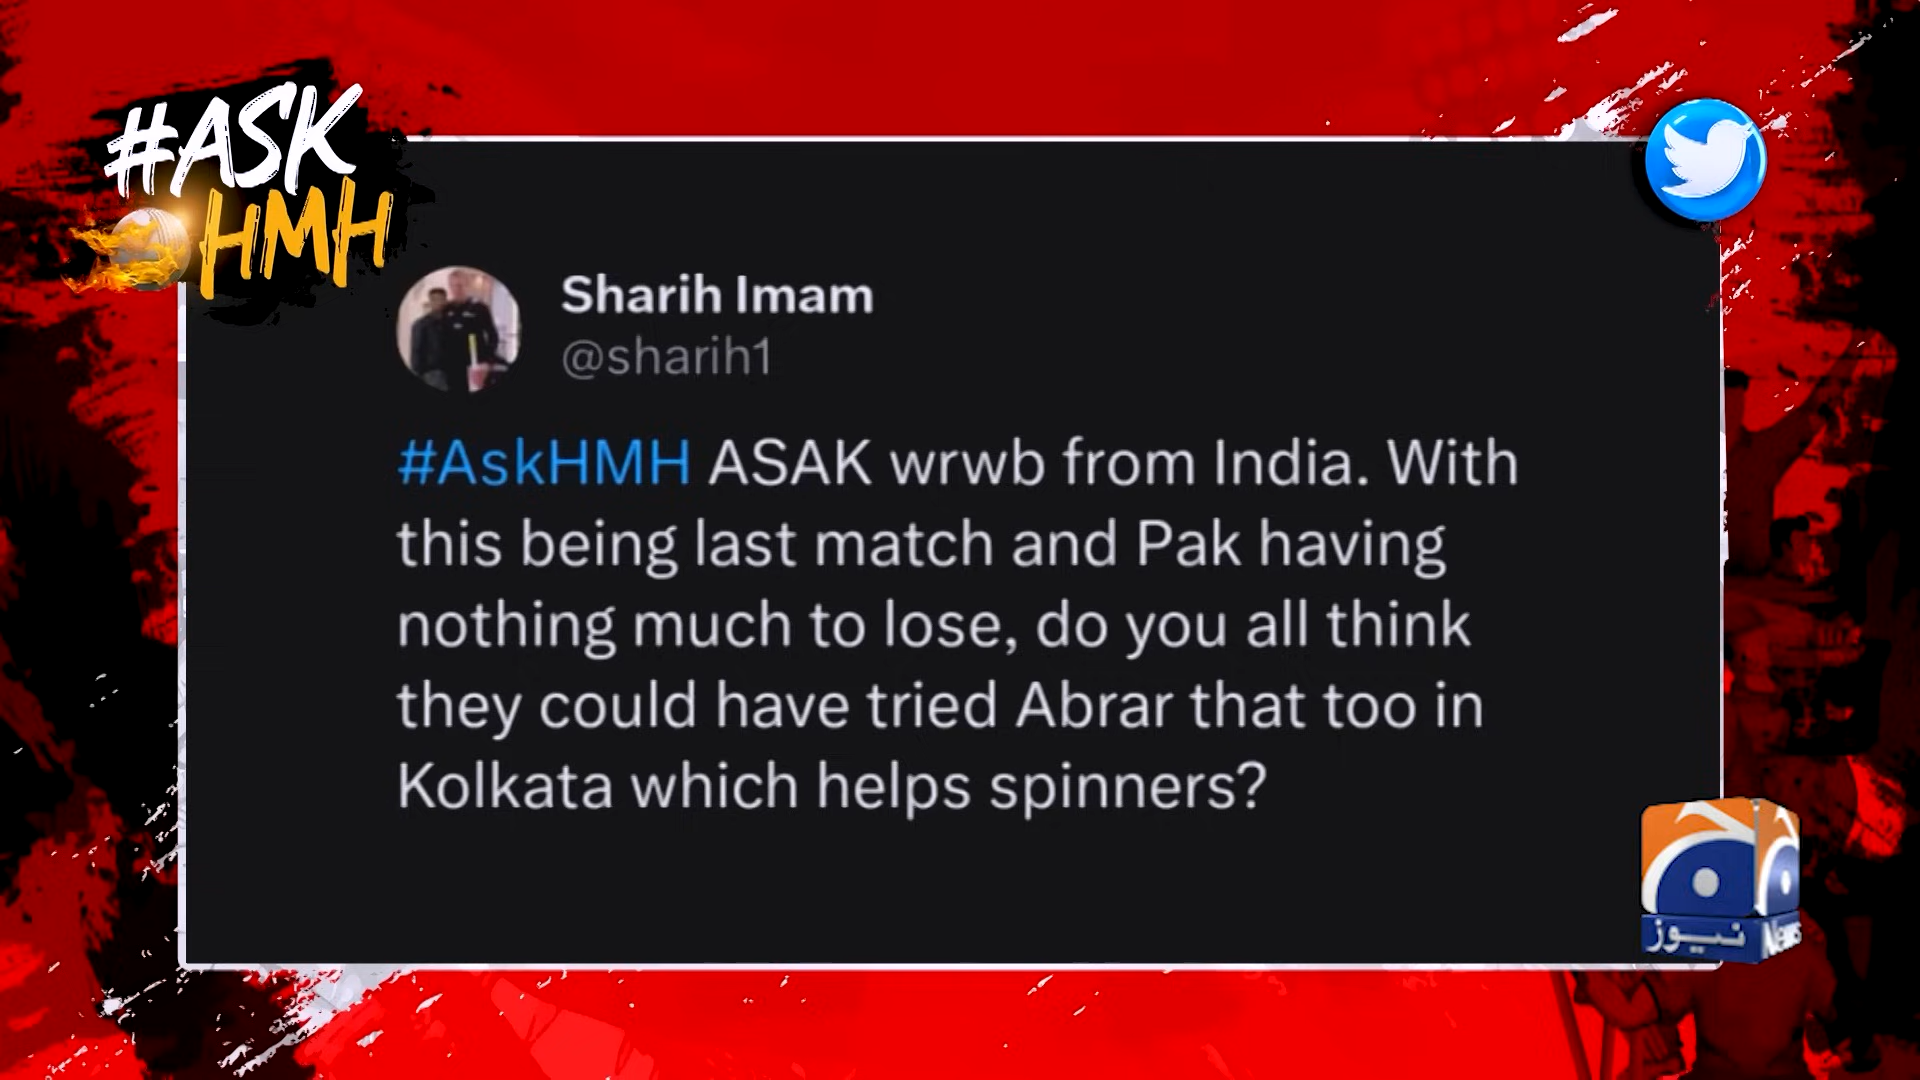 #ASK
HMH
Sharih Imam
@sharih1
#AskHMH ASAK wrwb from India. With
this being last match and Pak having
nothing much to lose, do you all think
they could have tried Abrar that too in
Kolkata which helps spinners?
نیوز News